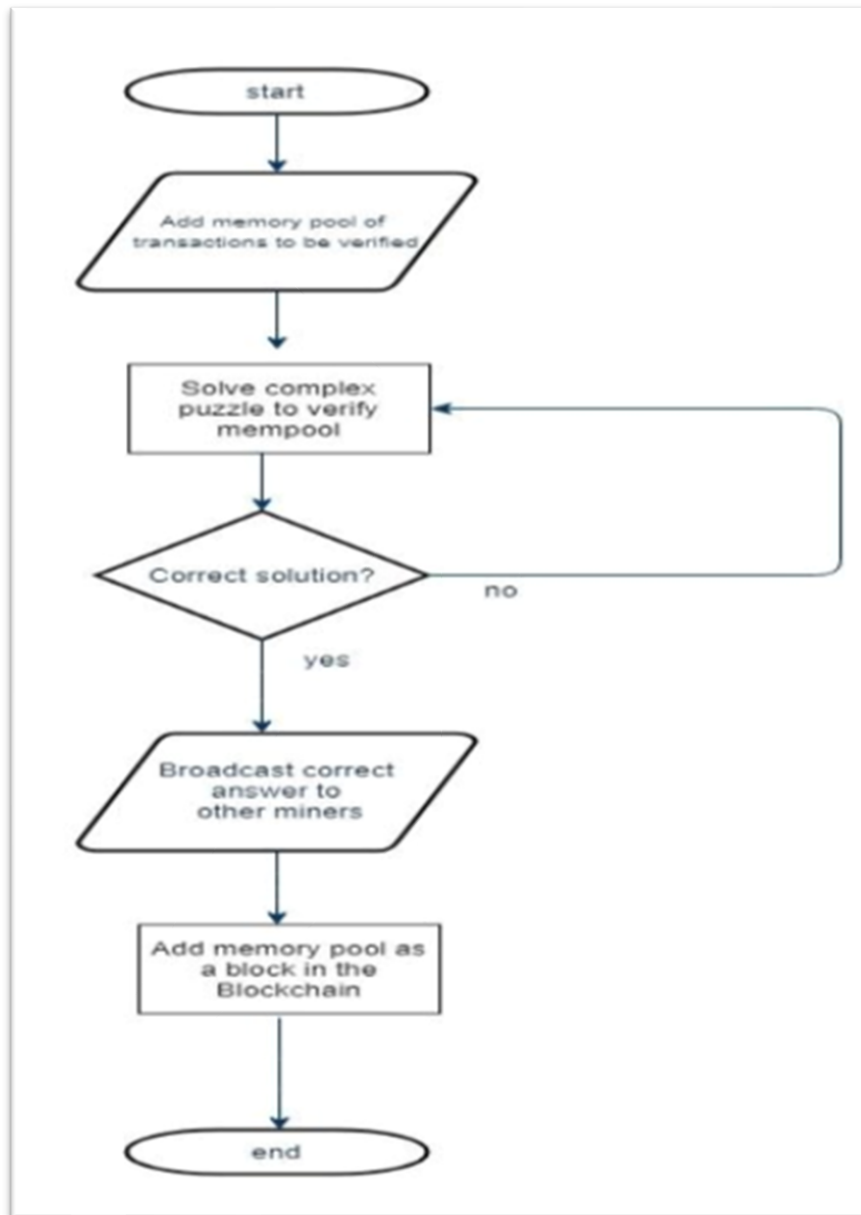 start
Add memory pool of
transactions to be verified
Solve complex
puzzle to verify
mempool
Correct solution?
no
yes
Broadcast correct
answer to
other miners
Add memory pool as
a block in the
Blockchain
end